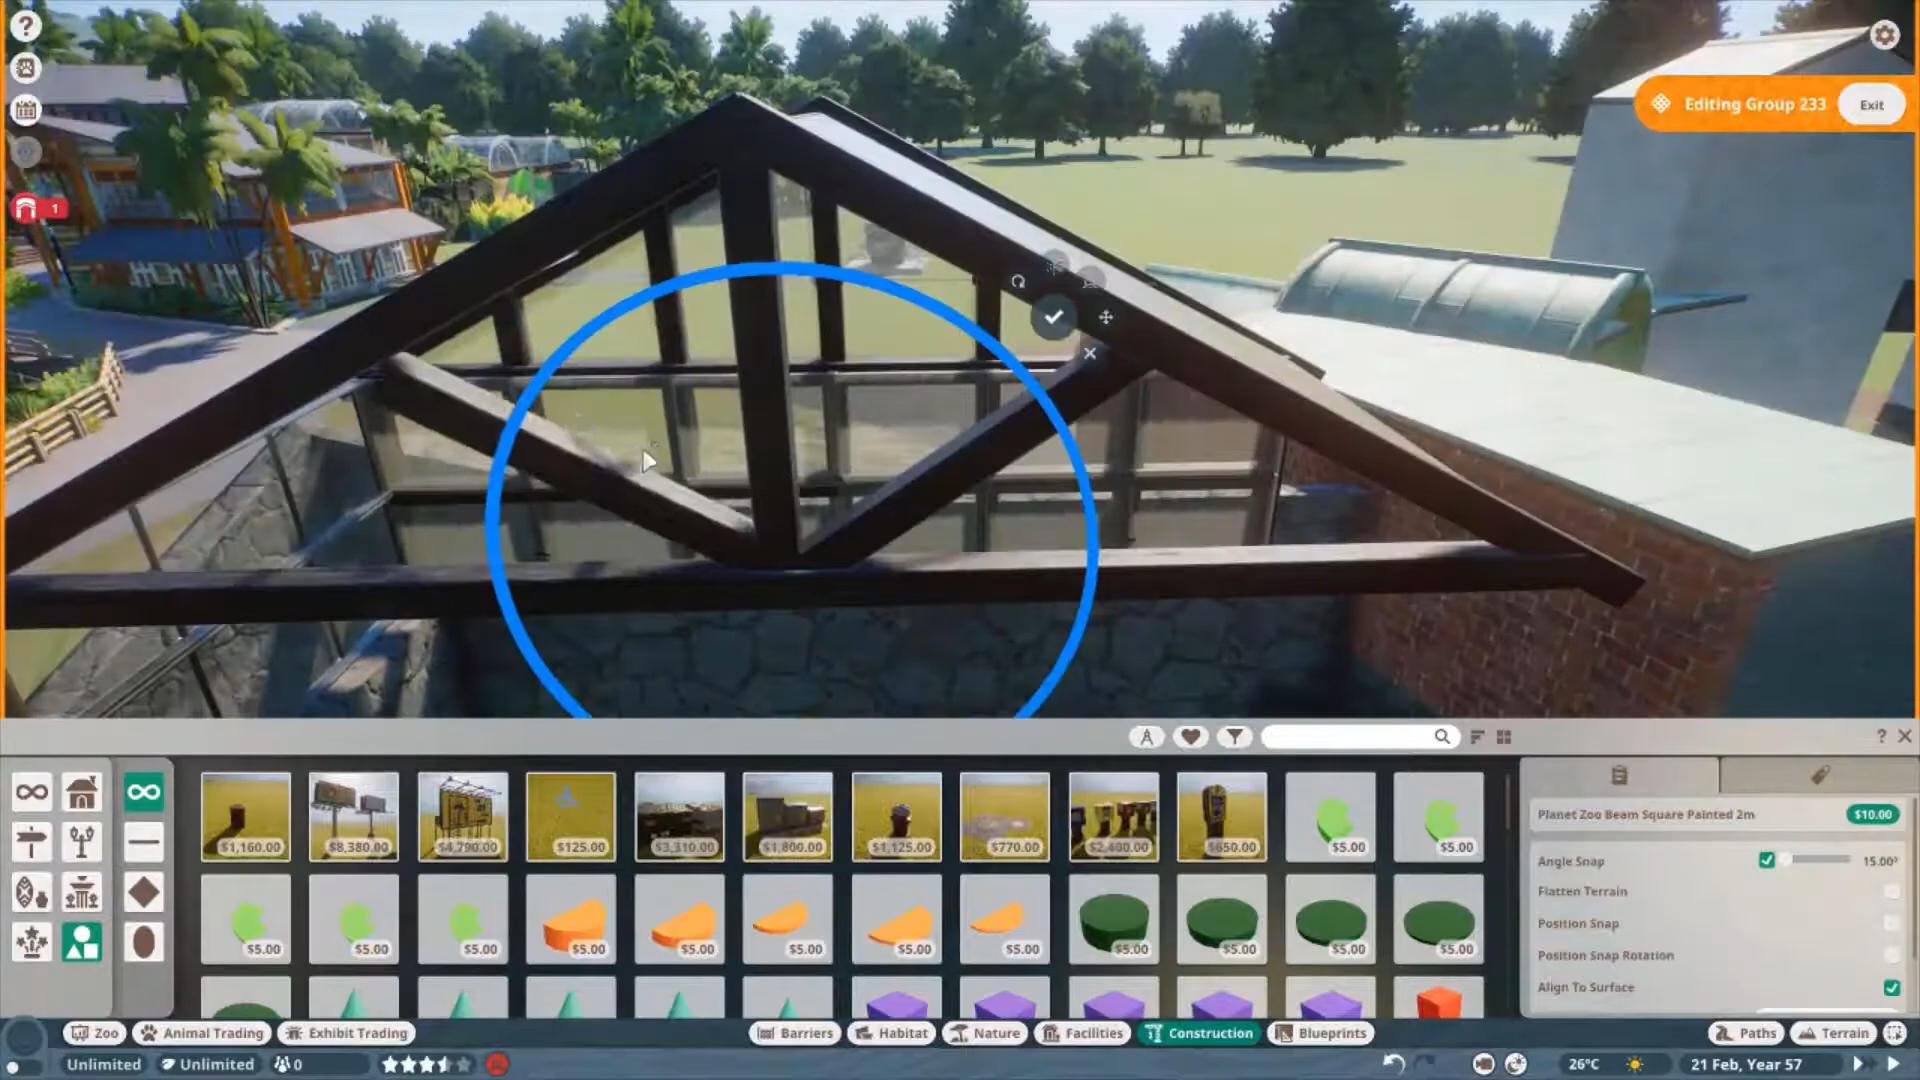 ?
Editing Group 233
Exit
1
?
$1,160.00
$8,380.00
$4,790.00
$125.00
$3,310.00
$1,800.00
$1,125.00
$770.00
$2,400.00
$650.00
$5.00
$5.00
Planet Zoo Beam Square Painted 2m
$10.00
Angle Snap
15.00°
Flatten Terrain
$5.00
$5.00
$5.00
$5.00
$5.00
$5.00
$5.00
$5.00
$5.00
$5.00
$5.00
$5.00
Position Snap
Position Snap Rotation
Align To Surface
Zoo
Animal Trading
Exhibit Trading
Barriers
Habitat
Nature
Facilities
Construction
Blueprints
Paths
Terrain
Unlimited
Unlimited
0
26°C
21 Feb, Year 57